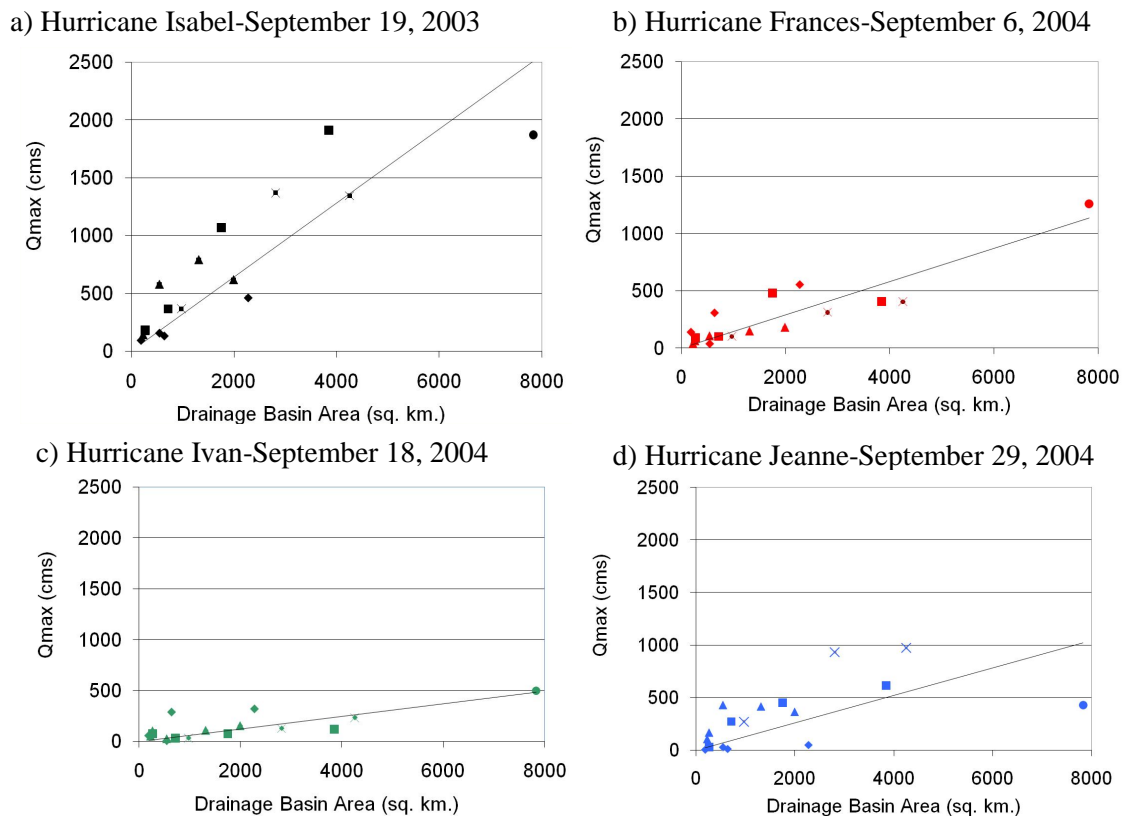 a) Hurricane Isabel-September 19, 2003
2500
2000
1500
1000
500
0
Qmax (cms)
0 2000 4000 6000 8000
Drainage Basin Area (sq. km.)
b) Hurricane Frances-September 6, 2004
2500
2000
1500
1000
500
0
Qmax (cms)
0 2000 4000 6000 8000
Drainage Basin Area (sq. km.)
c) Hurricane Ivan-September 18, 2004
2500
2000
1500
1000
500
0
Qmax (cms)
0 2000 4000 6000 8000
Drainage Basin Area (sq. km.)
d) Hurricane Jeanne-September 29, 2004
2500
2000
1500
1000
500
0
Qmax (cms)
0 2000 4000 6000 8000
Drainage Basin Area (sq. km.)